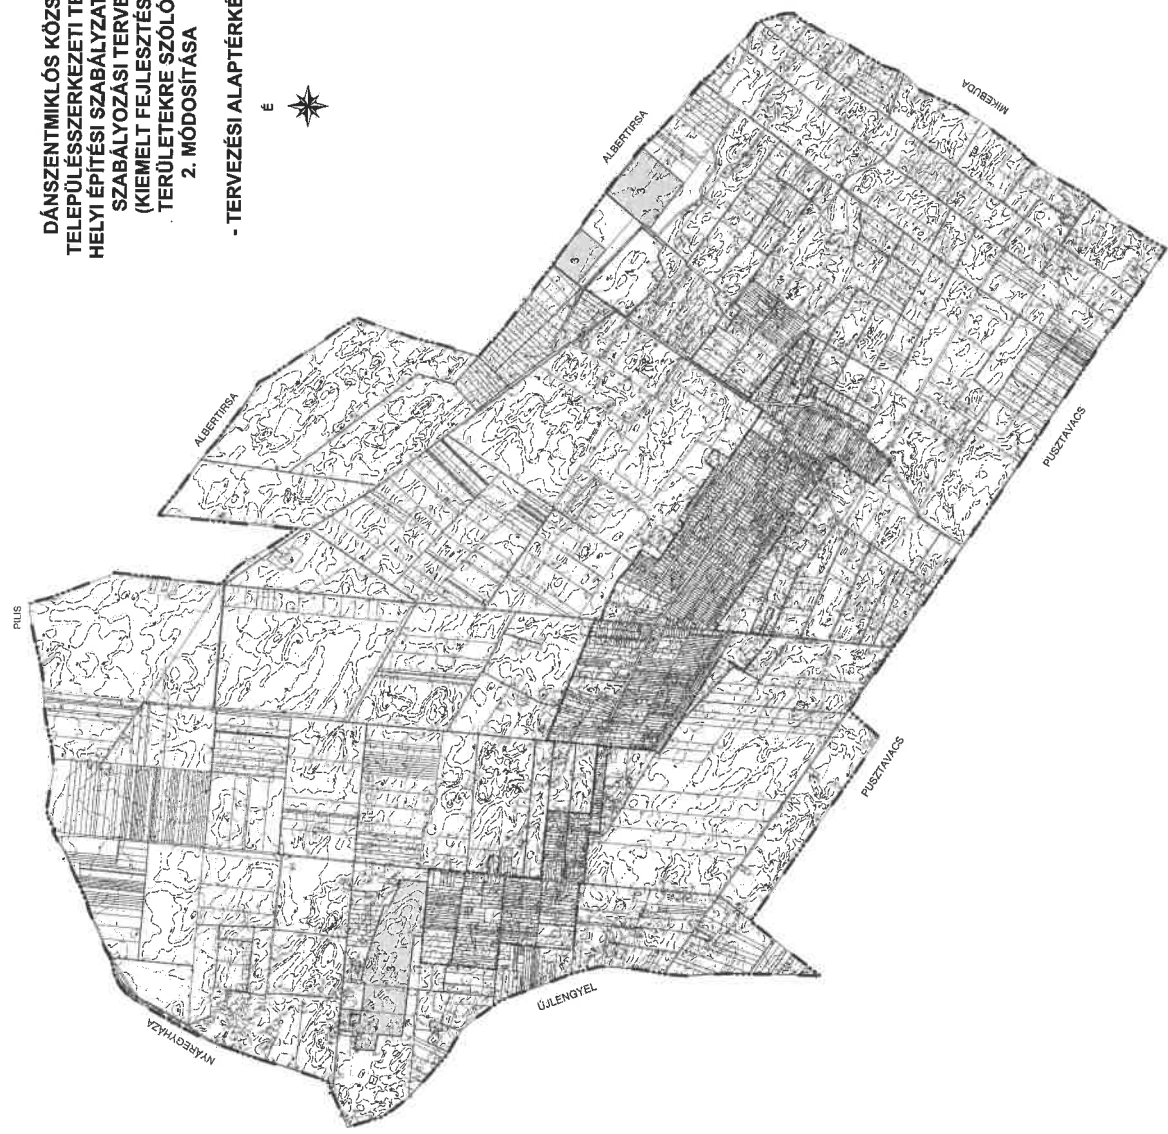 DÁNSZENTMIKLÓS KÖZS
TELEPÜLÉSSZERKEZETI TE
HELYI ÉPÍTÉSI SZABÁLYZAT
SZABÁLYOZÁSI TERVE
(KIEMELT FEJLESZTÉS
TERÜLETEKRE SZÓLÓ
2. MÓDOSÍTÁSA
- TERVEZÉSI ALAPTÉRKÉ
É
MIKEBUDA
ALBERTIRSA
3
ALBERTIRSA
PUSZTAVACS
PILIS
PUSZTAVACS
ÚJLENGYEL
NYÁREGYHÁZA